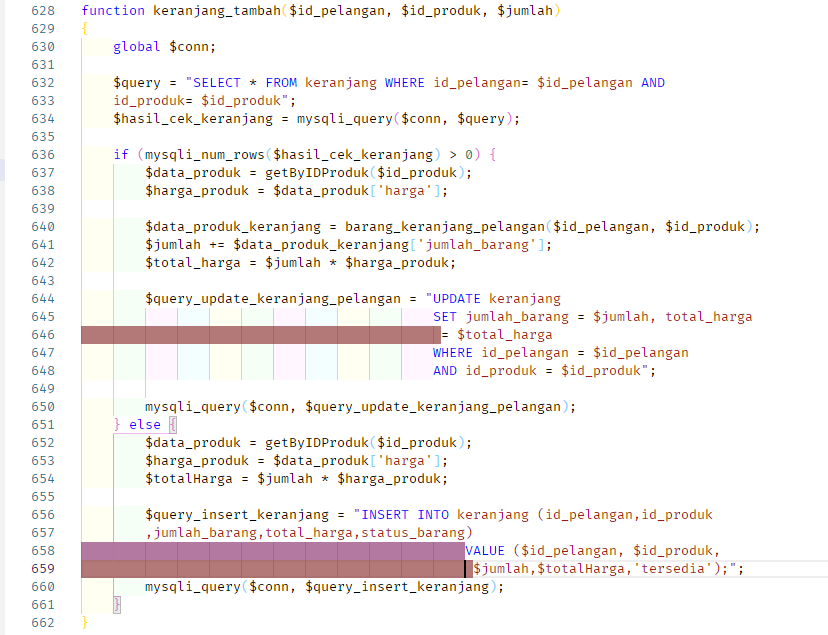 628 function keranjang_tambah($id_pelangan, $id_produk, $jumlah)
629 {
630 global $conn;
631
632 $query = "SELECT * FROM keranjang WHERE id_pelangan= $id_pelangan AND
633 id_produk= $id_produk";
634 $hasil_cek_keranjang = mysqli_query($conn, $query);
635
636 if (mysqli_num_rows($hasil_cek_keranjang) > 0) {
637 $data_produk = getByIDProduk($id_produk);
638 $harga_produk = $data_produk['harga'];
639
640 $data_produk_keranjang = barang_keranjang_pelangan($id_pelangan, $id_produk);
641 $jumlah += $data_produk_keranjang['jumlah_barang'];
642 $total_harga = $jumlah * $harga_produk;
643
644 $query_update_keranjang_pelangan = "UPDATE keranjang
645 SET jumlah_barang = $jumlah, total_harga
646 = $total_harga
647 WHERE id_pelangan = $id_pelangan
648 AND id_produk = $id_produk";
649
650 mysqli_query($conn, $query_update_keranjang_pelangan);
651 } else {
652 $data_produk = getByIDProduk($id_produk);
653 $harga_produk = $data_produk['harga'];
654 $totalHarga = $jumlah * $harga_produk;
655
656 $query_insert_keranjang = "INSERT INTO keranjang (id_pelangan,id_produk
657 ,jumlah_barang,total_harga,status_barang)
658 VALUE ($id_pelangan, $id_produk,
659 $jumlah,$totalHarga,'tersedia');";
660 mysqli_query($conn, $query_insert_keranjang);
661 }
662 }